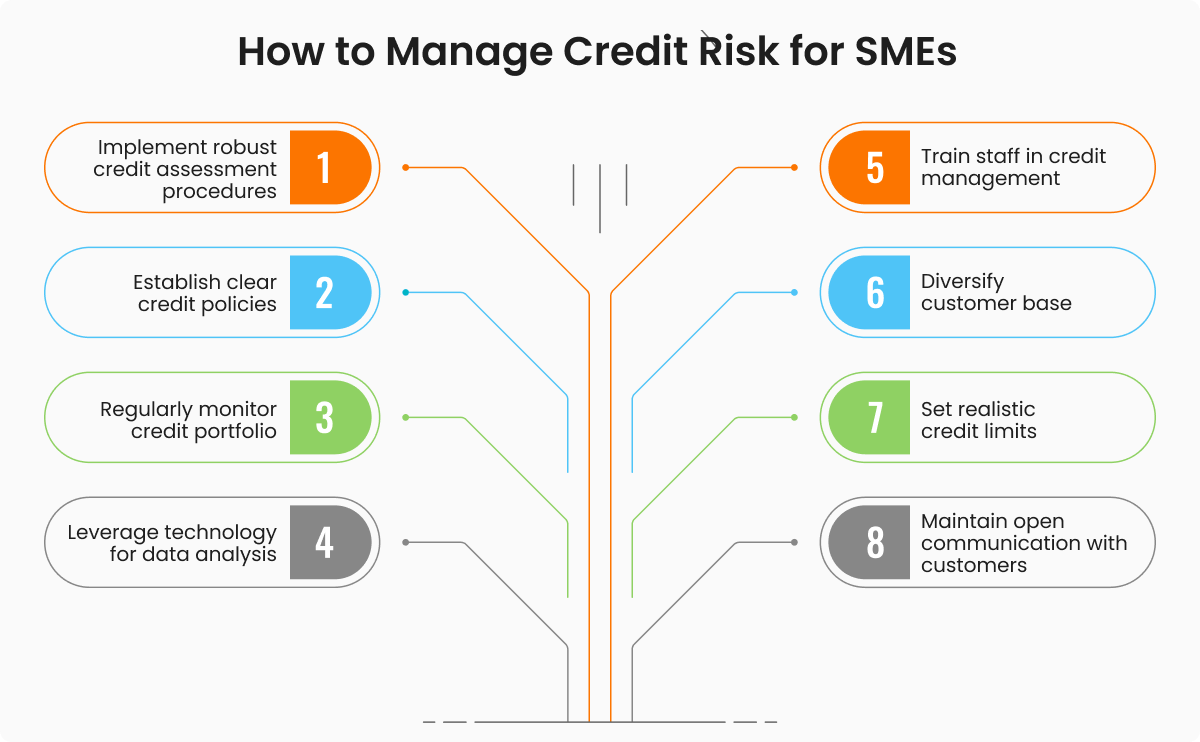 How to Manage Credit Risk for SMEs
Implement robust
credit assessment
procedures
1
Establish clear
credit policies
2
Regularly monitor
credit portfolio
3
Leverage technology
for data analysis
4
5
Train staff in credit
management
6
Diversify
customer base
7
Set realistic
credit limits
8
Maintain open
communication with
customers